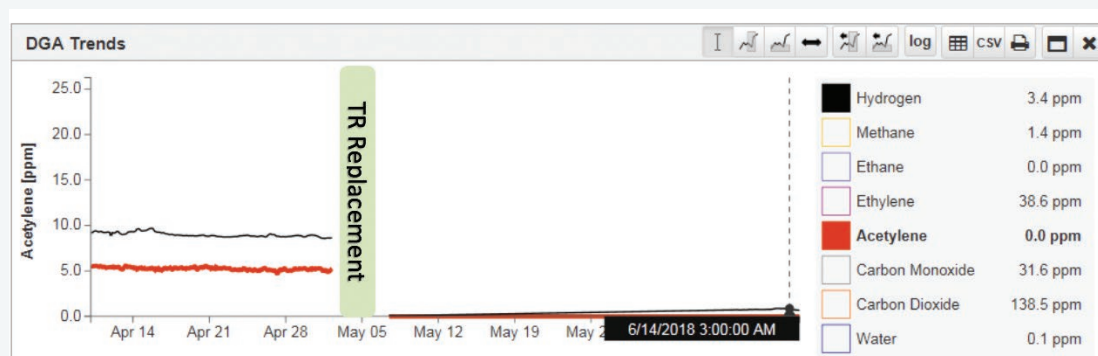 DGA Trends
log
CSV
25.0
20.0
15.0
10.0
5.0
0.0
Acetylene [ppm]
TR Replacement
Apr 14
Apr 21
Apr 28
May 05
May 12
May 19
May 2
6/14/2018 3:00:00 AM
Hydrogen 3.4 ppm
Methane 1.4 ppm
Ethane 0.0 ppm
Ethylene 38.6 ppm
Acetylene 0.0 ppm
Carbon Monoxide 31.6 ppm
Carbon Dioxide 138.5 ppm
Water 0.1 ppm